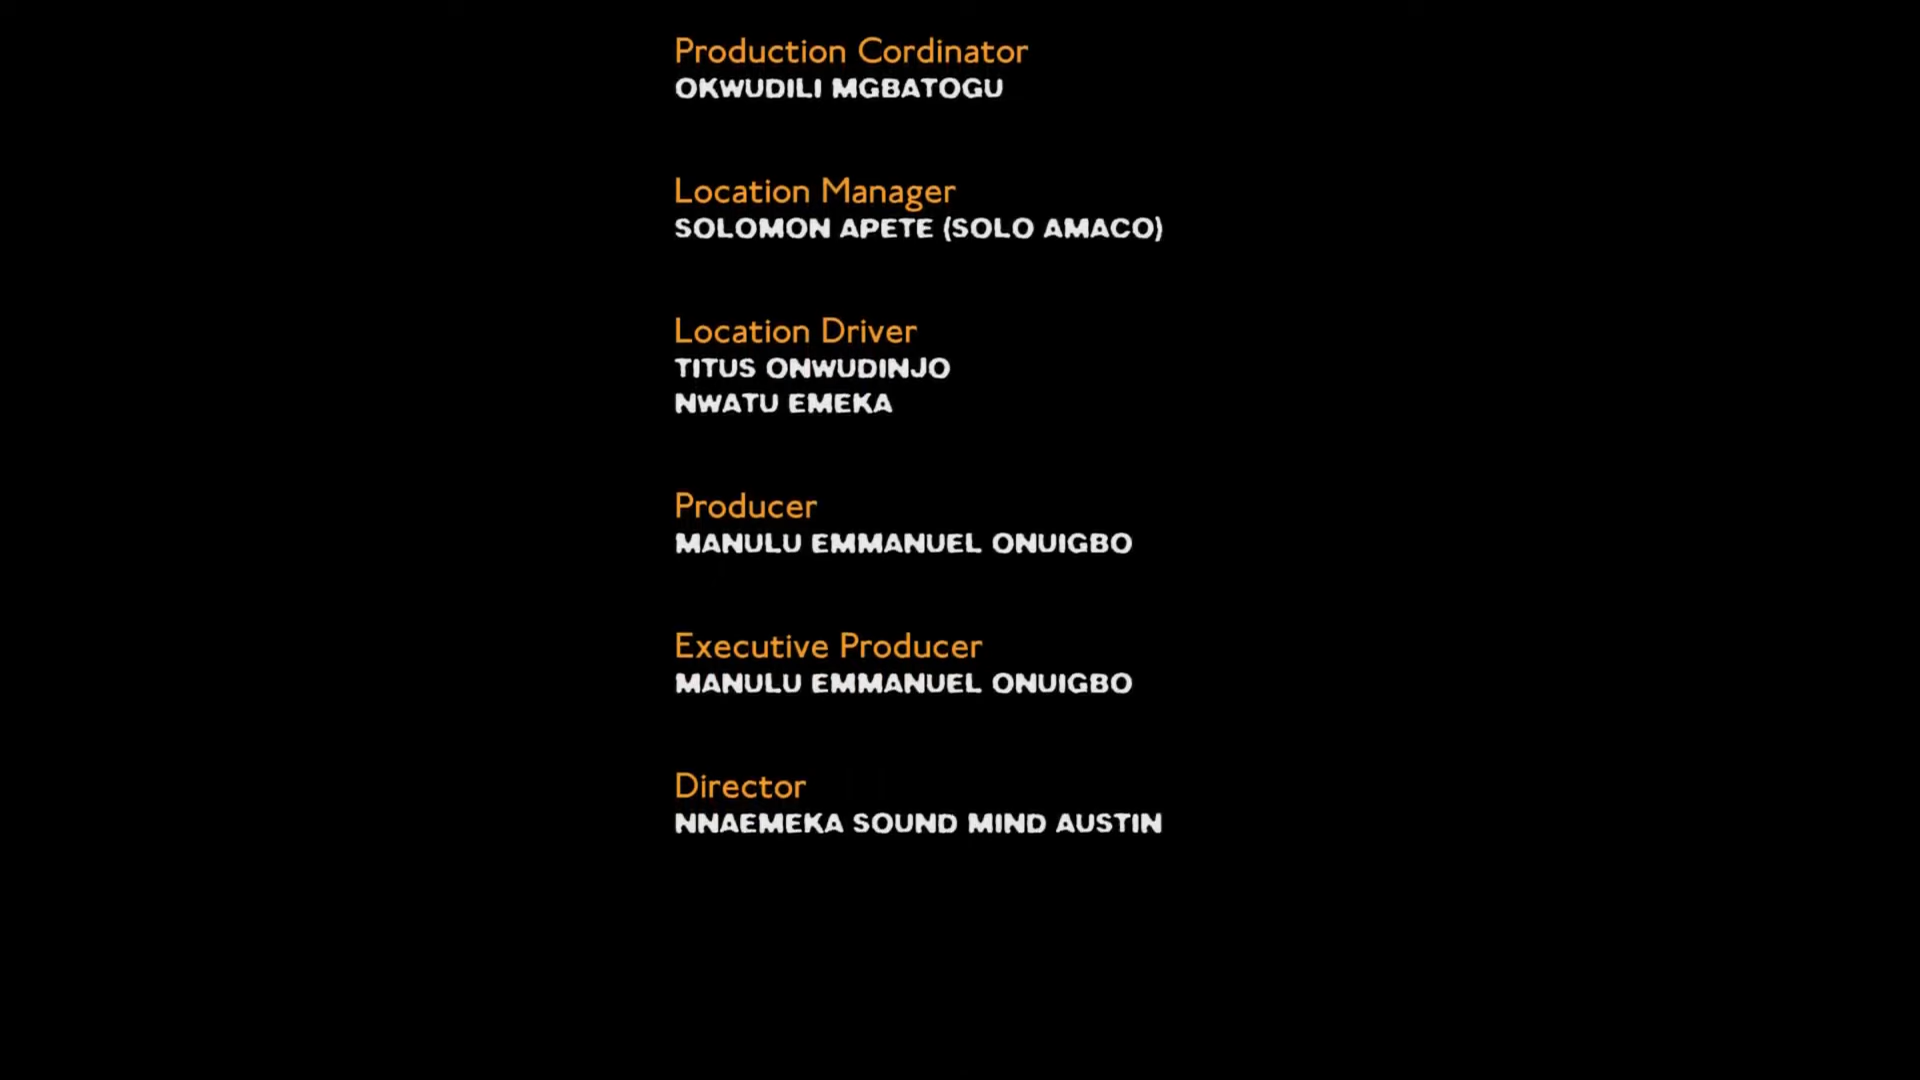 Production Cordinator
OKWUDILI MGBATOGU
Location Manager
SOLOMON APETE (SOLO AMACO)
Location Driver
TITUS ONWUDINJO
NWATU EMEKA
Producer
MANULU EMMANUEL ONUIGBO
Executive Producer
MANULU EMMANUEL ONUIGBO
Director
NNAEMEKA SOUND MIND AUSTIN